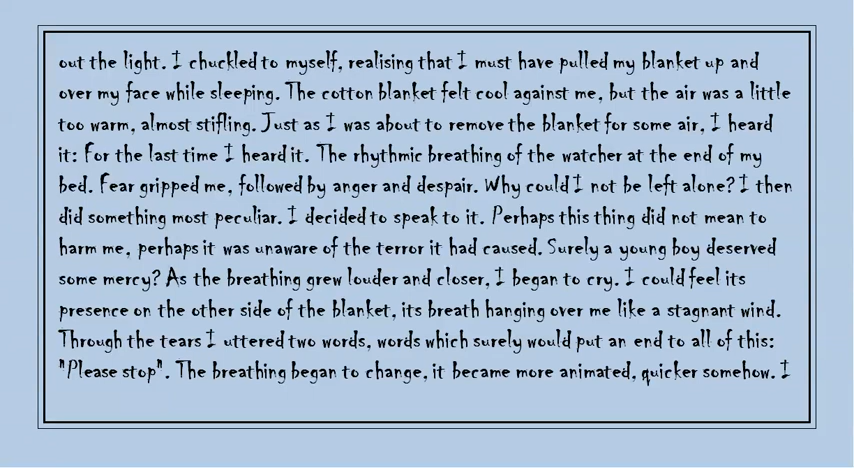 out the light. I chuckled to myself, realising that I must have pulled my blanket up and
over my face while sleeping. The cotton blanket felt cool against me, but the air was a little
too warm, almost stifling. Just as I was about to remove the blanket for some air, I heard
it: For the last time I heard it. The rhythmic breathing of the watcher at the end of my
bed. Fear gripped me, followed by anger and despair. Why could I not be left alone? I then
did something most peculiar. I decided to speak to it. Perhaps this thing did not mean to
harm me, perhaps it was unaware of the terror it had caused. Surely a young boy deserved
some mercy? As the breathing grew louder and closer, I began to cry. I could feel its
presence on the other side of the blanket, its breath hanging over me like a stagnant wind.
Through the tears I uttered two words, words which surely would put an end to all of this:
"Please stop". The breathing began to change, it became more animated, quicker somehow. I